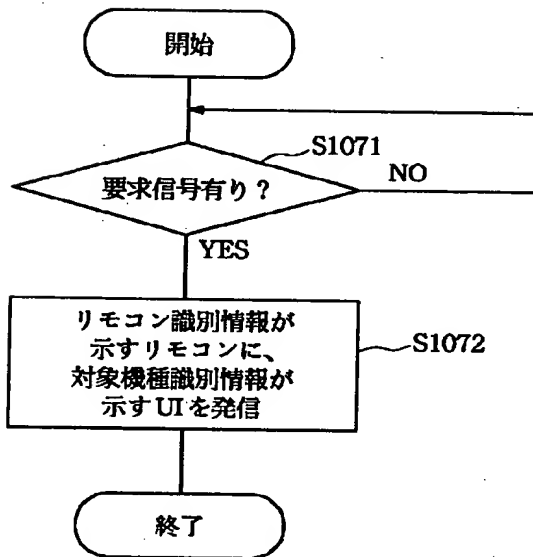 開始
S1071
要求信号有り？
NO
YES
リモコン識別情報が
示すリモコンに、
対象機種識別情報が
示すUIを発信
S1072
終了